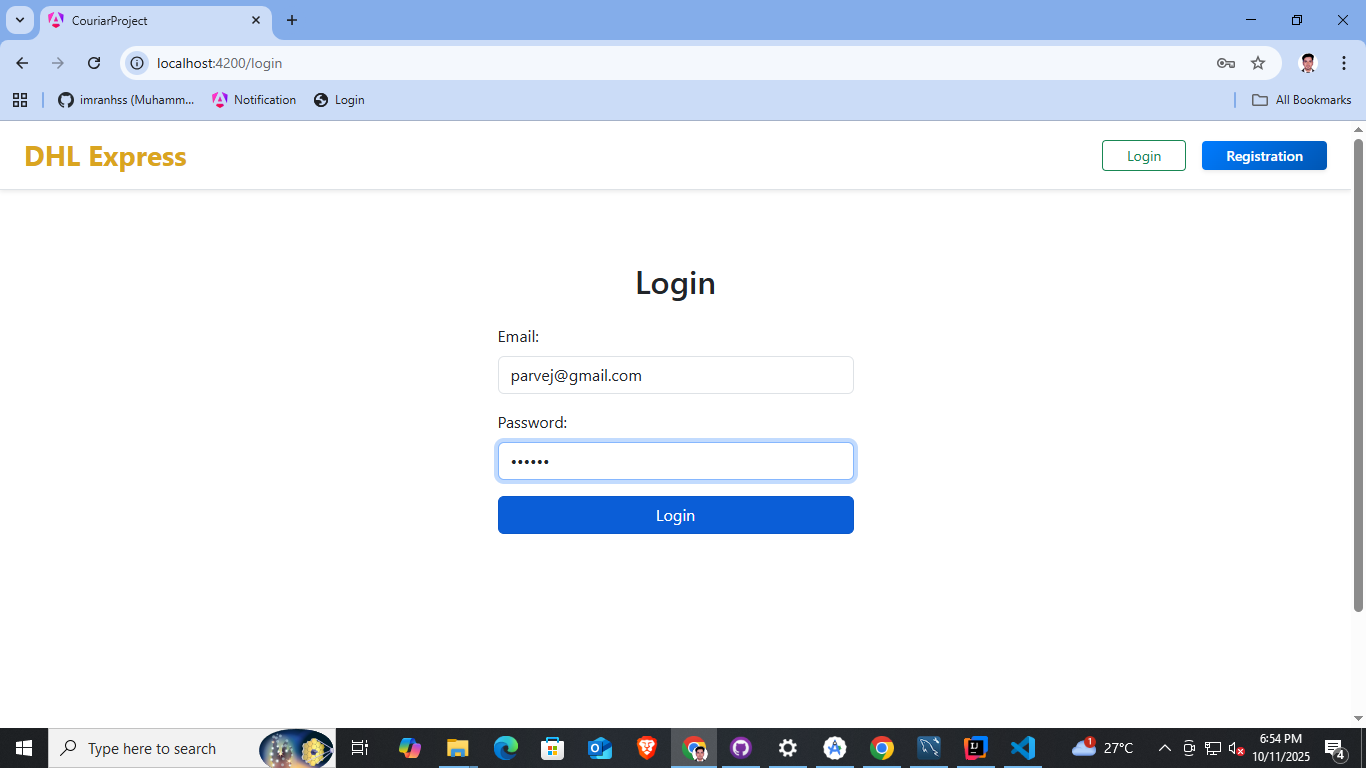 CouriarProject
localhost:4200/login
imranhss (Muhamm...
Notification
Login
All Bookmarks
DHL Express
Login
Registration
Login
Email:
parvej@gmail.com
Password:
••••••
Login
Type here to search
1
27°C
6:54 PM
10/11/2025
4